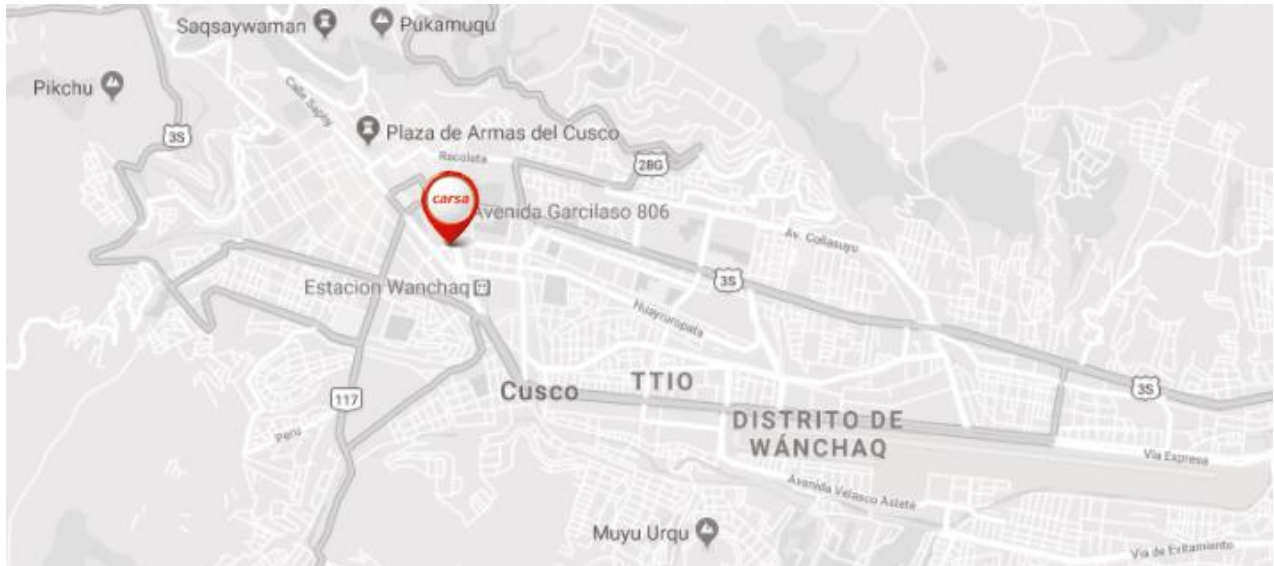 Saqsaywaman
Pukamuqu
Pikchu
Calle Saphy
3S
Plaza de Armas del Cusco
Recoleta
28G
carsa
Avenida Garcilaso 806
Av. Collasuyu
3S
Estacion Wanchaq
Huayruropata
TTIO
Cusco
3S
117
DISTRITO DE
WÁNCHAQ
Peru
Vía Expresa
Avenida Velasco Astete
Muyu Urqu
Via de Evitamiento